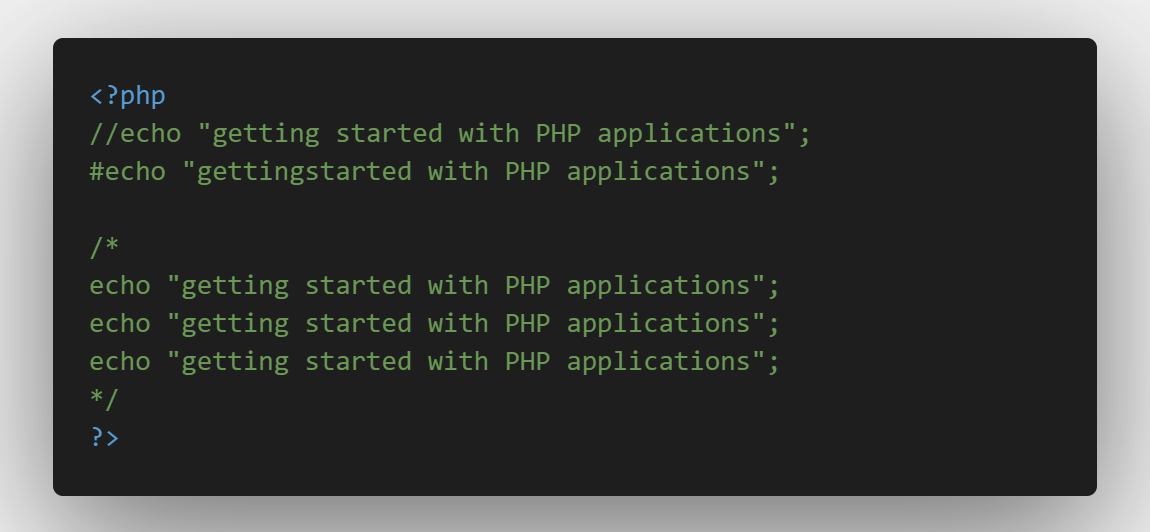 <?php
//echo "getting started with PHP applications";
#echo "gettingstarted with PHP applications";
/*
echo "getting started with PHP applications";
echo "getting started with PHP applications";
echo "getting started with PHP applications";
*/
?>